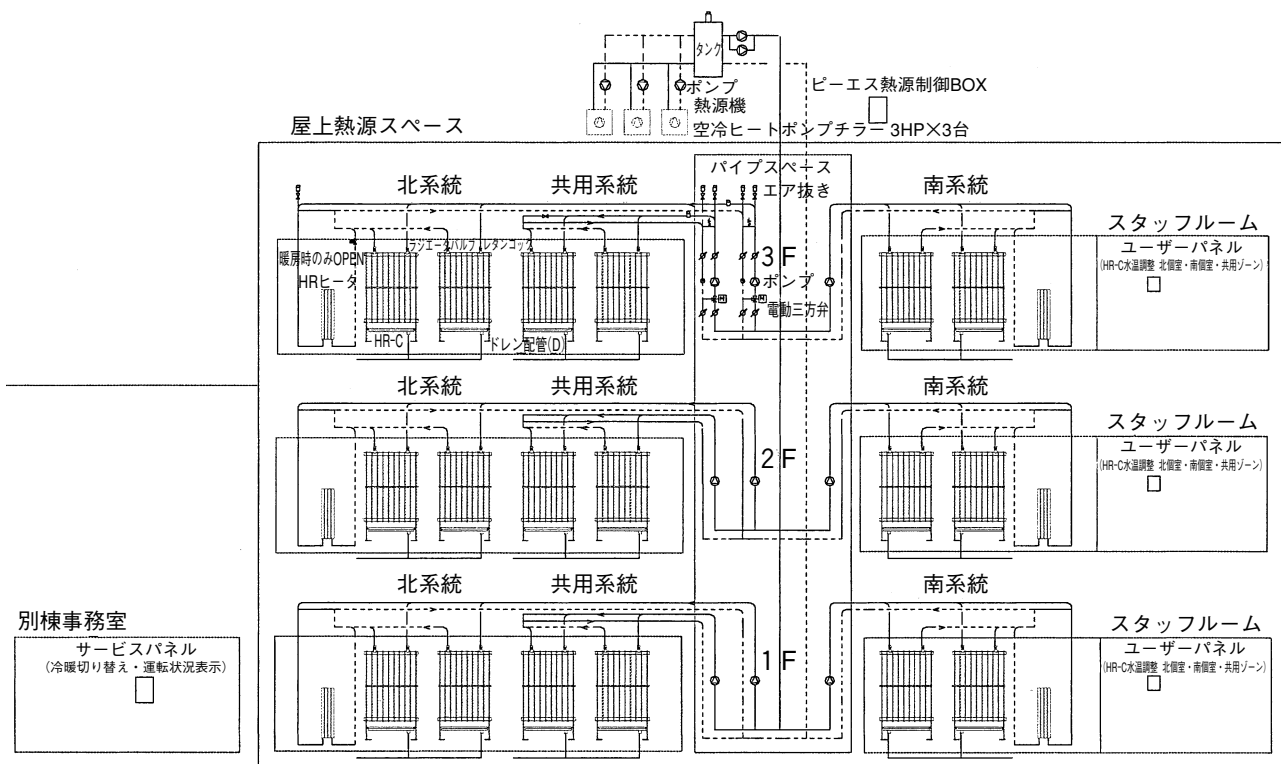 タンク
ポンプ
熱源機
空冷ヒートポンプチラー 3HP×3台
ピーエス熱源制御BOX
屋上熱源スペース
パイプスペース
エア抜き
北系統
共用系統
南系統
スタッフルーム
ユーザーパネル
(HR-C水温調整 北個室・南個室・共用ゾーン)
ラジエータバルブ
レタンコック
暖房時のみOPEN
HRヒータ
3F
ポンプ
M
M
電動三方弁
HR-C
ドレン配管(D)
北系統
共用系統
南系統
スタッフルーム
ユーザーパネル
(HR-C水温調整 北個室・南個室・共用ゾーン)
2F
北系統
共用系統
南系統
スタッフルーム
ユーザーパネル
(HR-C水温調整 北個室・南個室・共用ゾーン)
1F
別棟事務室
サービスパネル
(冷暖切り替え・運転状況表示)